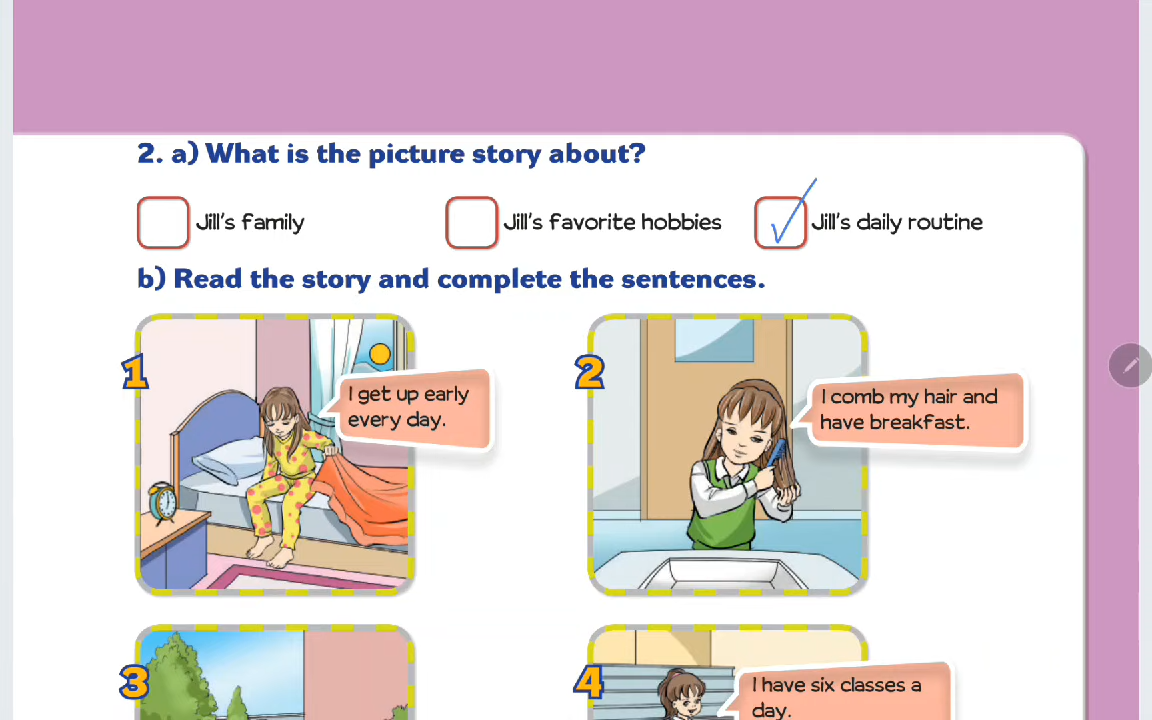 2. a) What is the picture story about?
Jill's family
Jill's favorite hobbies
Jill's daily routine
b) Read the story and complete the sentences.
1
I get up early
every day.
2
I comb my hair and
have breakfast.
3
4
I have six classes a
day.